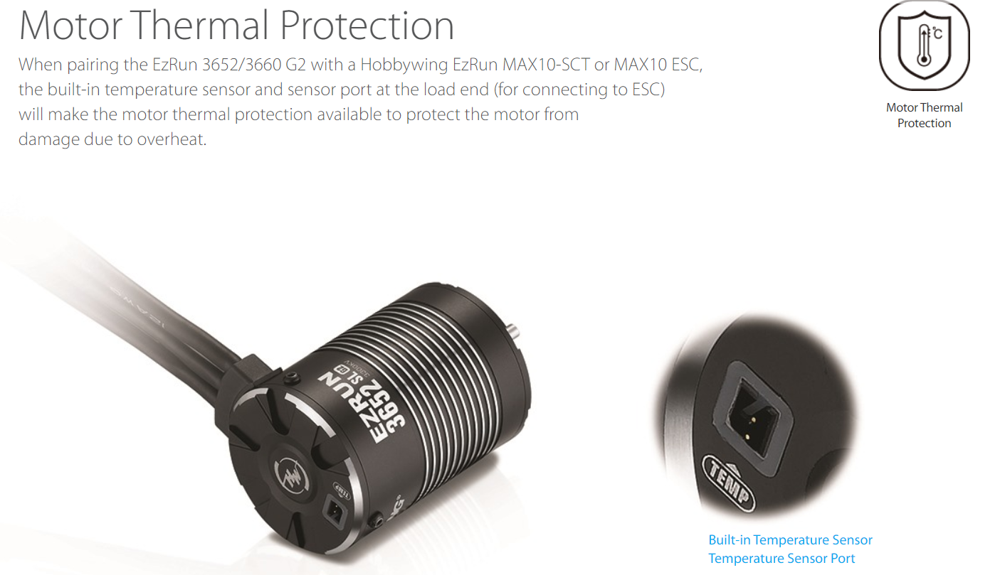 Motor Thermal Protection
When pairing the EzRun 3652/3660 G2 with a Hobbywing EzRun MAX10-SCT or MAX10 ESC,
the built-in temperature sensor and sensor port at the load end (for connecting to ESC)
will make the motor thermal protection available to protect the motor from
damage due to overheat.
°C
Motor Thermal
Protection
EZRUN
3652 SL G2
3300KV
TEMP
TEMP
Built-in Temperature Sensor
Temperature Sensor Port